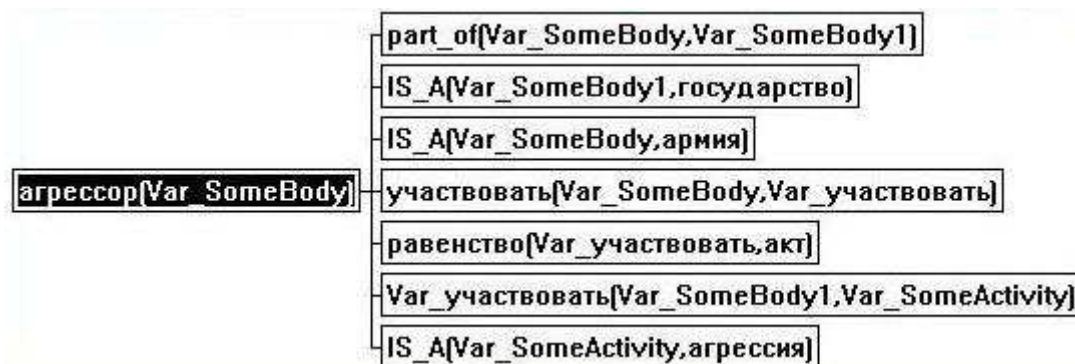 part_of(Var_SomeBody,Var_SomeBody1)
IS_A(Var_SomeBody1,государство)
IS_A(Var_SomeBody,армия)
агрессор(Var_SomeBody)
участвовать(Var_SomeBody,Var_участвовать)
равенство(Var_участвовать,акт)
Var_участвовать(Var_SomeBody1,Var_SomeActivity)
IS_A(Var_SomeActivity,агрессия)